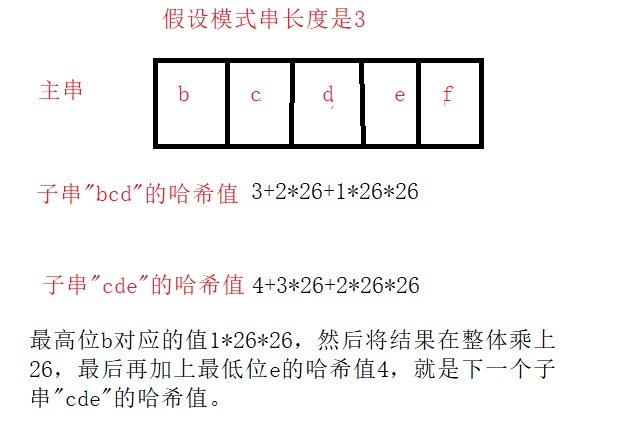 假设模式串长度是3
主串
b c d e f
子串"bcd"的哈希值 3+2*26+1*26*26
子串"cde"的哈希值 4+3*26+2*26*26
最高位b对应的值1*26*26，然后将结果在整体乘上
26，最后再加上最低位e的哈希值4，就是下一个子
串"cde"的哈希值。